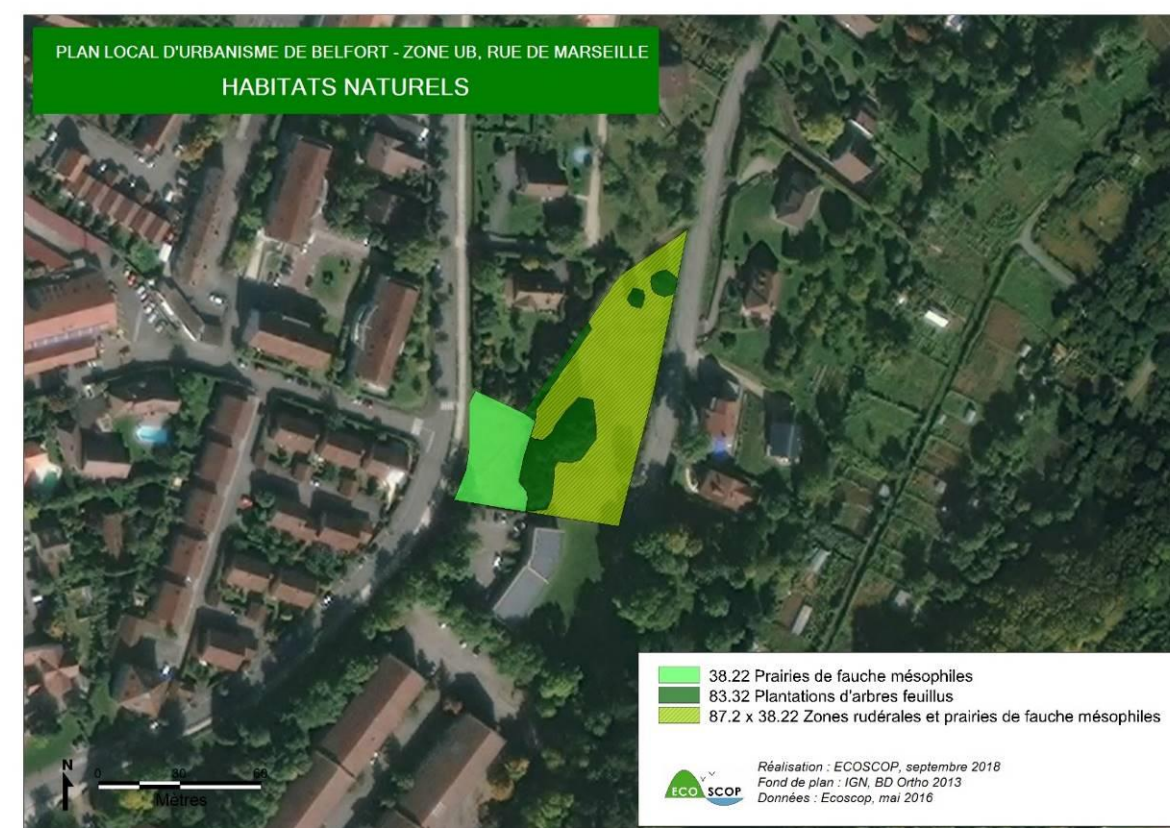 PLAN LOCAL D'URBANISME DE BELFORT - ZONE UB, RUE DE MARSEILLE
HABITATS NATURELS
38.22 Prairies de fauche mésophiles
83.32 Plantations d'arbres feuillus
87.2 x 38.22 Zones rudérales et prairies de fauche mésophiles
N
0 30 60
Mètres
ECO SCOP
Réalisation : ECOSCOP, septembre 2018
Fond de plan : IGN, BD Ortho 2013
Données : Ecoscop, mai 2016